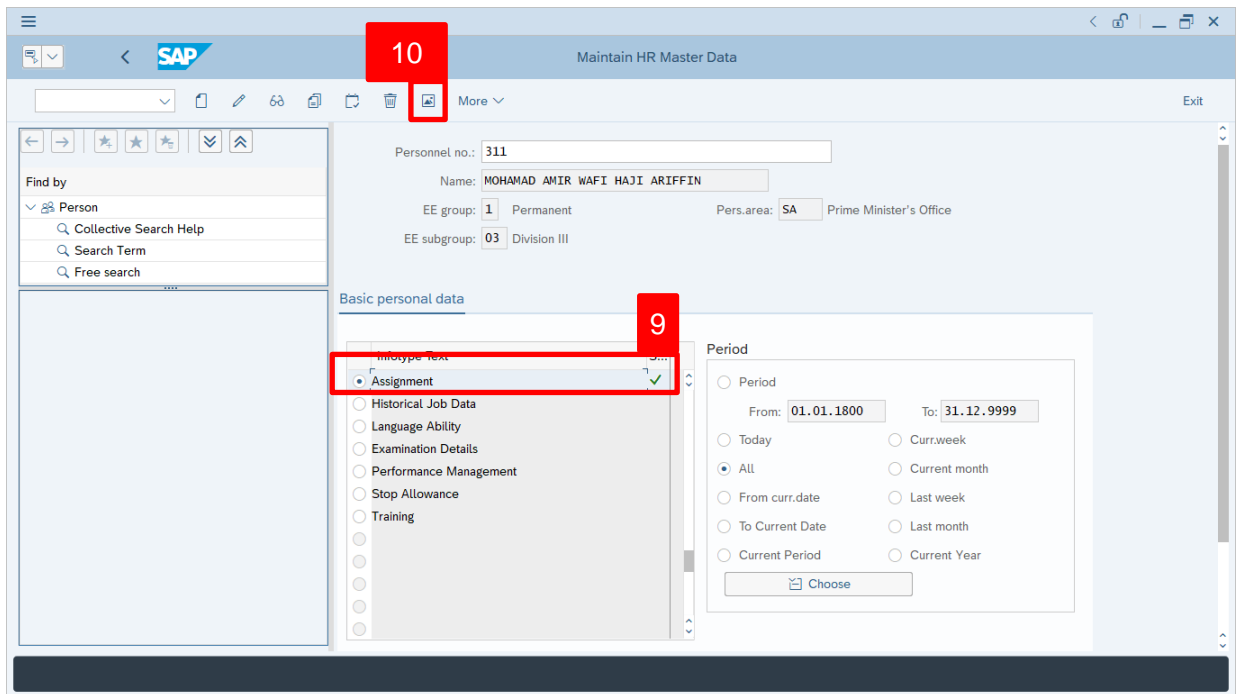 10
SAP
Maintain HR Master Data
More
Exit
Personnel no.: 311
Find by
Name: MOHAMAD AMIR WAFI HAJI ARIFFIN
Person
EE group: 1 Permanent Pers.area: SA Prime Minister's Office
Collective Search Help
EE subgroup: 03 Division III
Search Term
Free search
Basic personal data
9
Infotype Text S...
Period
Assignment
Period
Historical Job Data
From: 01.01.1800 To: 31.12.9999
Language Ability
Today Curr.week
Examination Details
All Current month
Performance Management
Stop Allowance
From curr.date Last week
Training
To Current Date Last month
Current Period Current Year
Choose